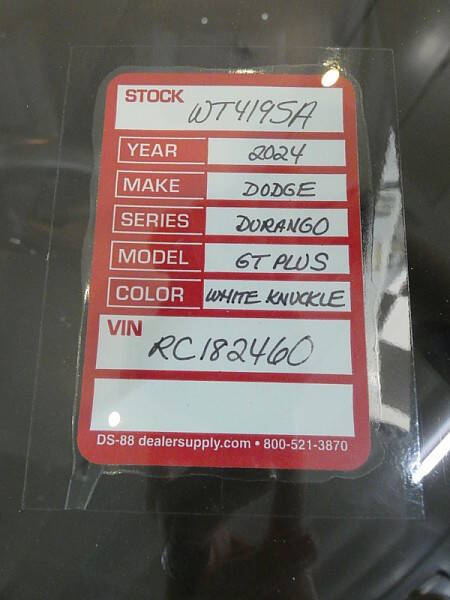 STOCK
WT4195A
YEAR 2024
MAKE DODGE
SERIES DURANGO
MODEL GT PLUS
COLOR WHITE KNUCKLE
VIN
RC182460
DS-88 dealersupply.com • 800-521-3870